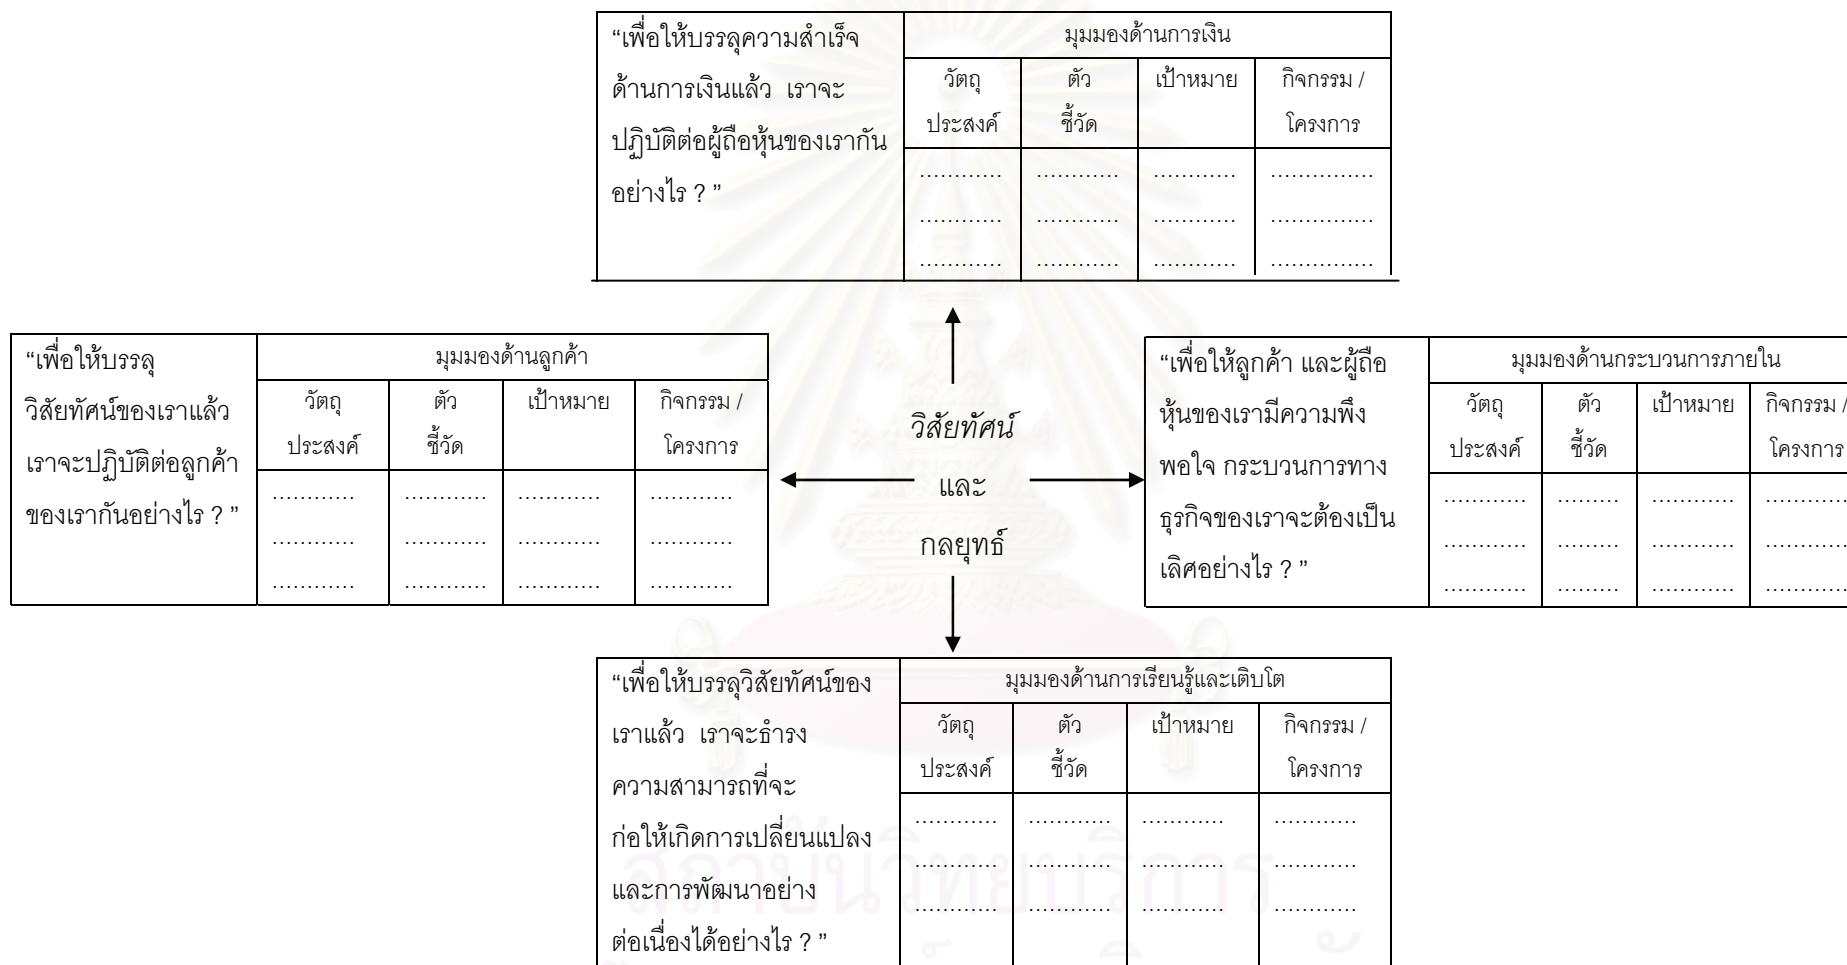 “เพื่อให้บรรลุความสำเร็จ
ด้านการเงินแล้ว เราจะ
ปฏิบัติต่อผู้ถือหุ้นของเรากัน
อย่างไร ? ”
มุมมองด้านการเงิน
วัตถุ ตัว เป้าหมาย กิจกรรม /
ประสงค์ ชี้วัด โครงการ
………… ………… ………… ……………
………… ………… ………… ……………
………… ………… ………… ……………
“เพื่อให้บรรลุ
วิสัยทัศน์ของเราแล้ว
เราจะปฏิบัติต่อลูกค้า
ของเรากันอย่างไร ? ”
มุมมองด้านลูกค้า
วัตถุ ตัว เป้าหมาย กิจกรรม /
ประสงค์ ชี้วัด โครงการ
………… ………… ………… …………
………… ………… ………… …………
………… ………… ………… …………
วิสัยทัศน์
และ
กลยุทธ์
“เพื่อให้ลูกค้า และผู้ถือ
หุ้นของเรามีความพึง
พอใจ กระบวนการทาง
ธุรกิจของเราจะต้องเป็น
เลิศอย่างไร ? ”
มุมมองด้านกระบวนการภายใน
วัตถุ ตัว เป้าหมาย กิจกรรม /
ประสงค์ ชี้วัด โครงการ
………… ……… ………… …………
………… ……… ………… …………
………… ……… ………… …………
“เพื่อให้บรรลุวิสัยทัศน์ของ
เราแล้ว เราจะธำรง
ความสามารถที่จะ
ก่อให้เกิดการเปลี่ยนแปลง
และการพัฒนาอย่าง
ต่อเนื่องได้อย่างไร ? ”
มุมมองด้านการเรียนรู้และเติบโต
วัตถุ ตัว เป้าหมาย กิจกรรม /
ประสงค์ ชี้วัด โครงการ
………… ………… ………… …………
………… ………… ………… …………
………… ………… ………… …………
สถาบันวิทยบริการ